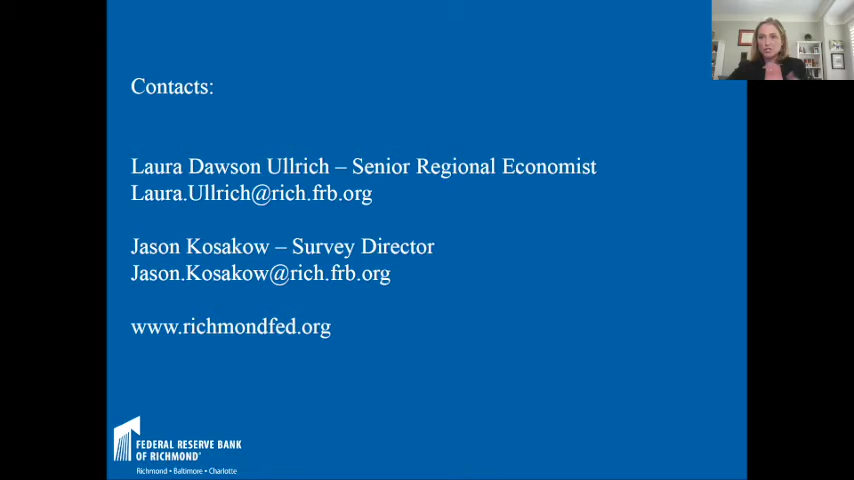 Contacts:
Laura Dawson Ullrich – Senior Regional Economist
Laura.Ullrich@rich.frb.org
Jason Kosakow – Survey Director
Jason.Kosakow@rich.frb.org
www.richmondfed.org
FEDERAL RESERVE BANK
OF RICHMOND®
Richmond • Baltimore • Charlotte